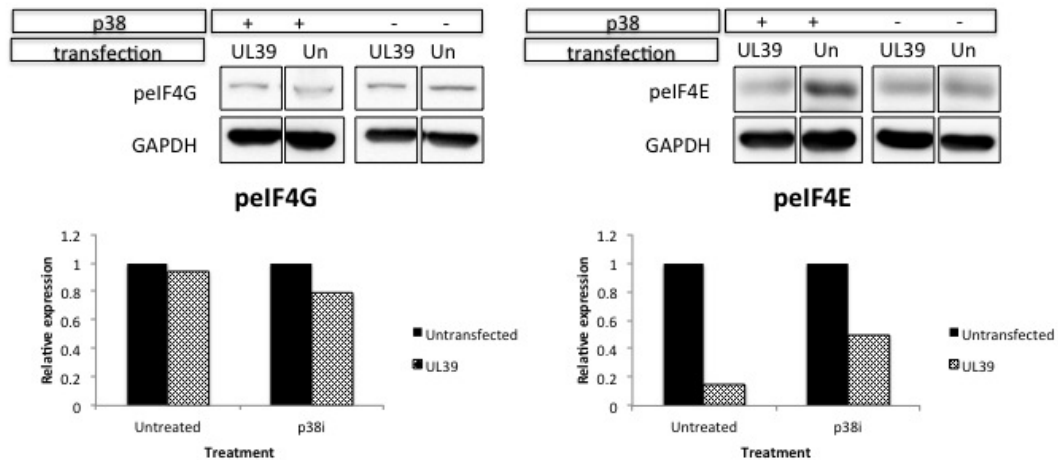 p38 + + - -
transfection UL39 Un UL39 Un
peIF4G
GAPDH
peIF4G
1.2
1
0.8
0.6
0.4
0.2
0
Relative expression
Untreated p38i
Treatment
Untransfected
UL39
p38 + + - -
transfection UL39 Un UL39 Un
peIF4E
GAPDH
peIF4E
1.2
1
0.8
0.6
0.4
0.2
0
Relative expression
Untreated p38i
Treatment
Untransfected
UL39